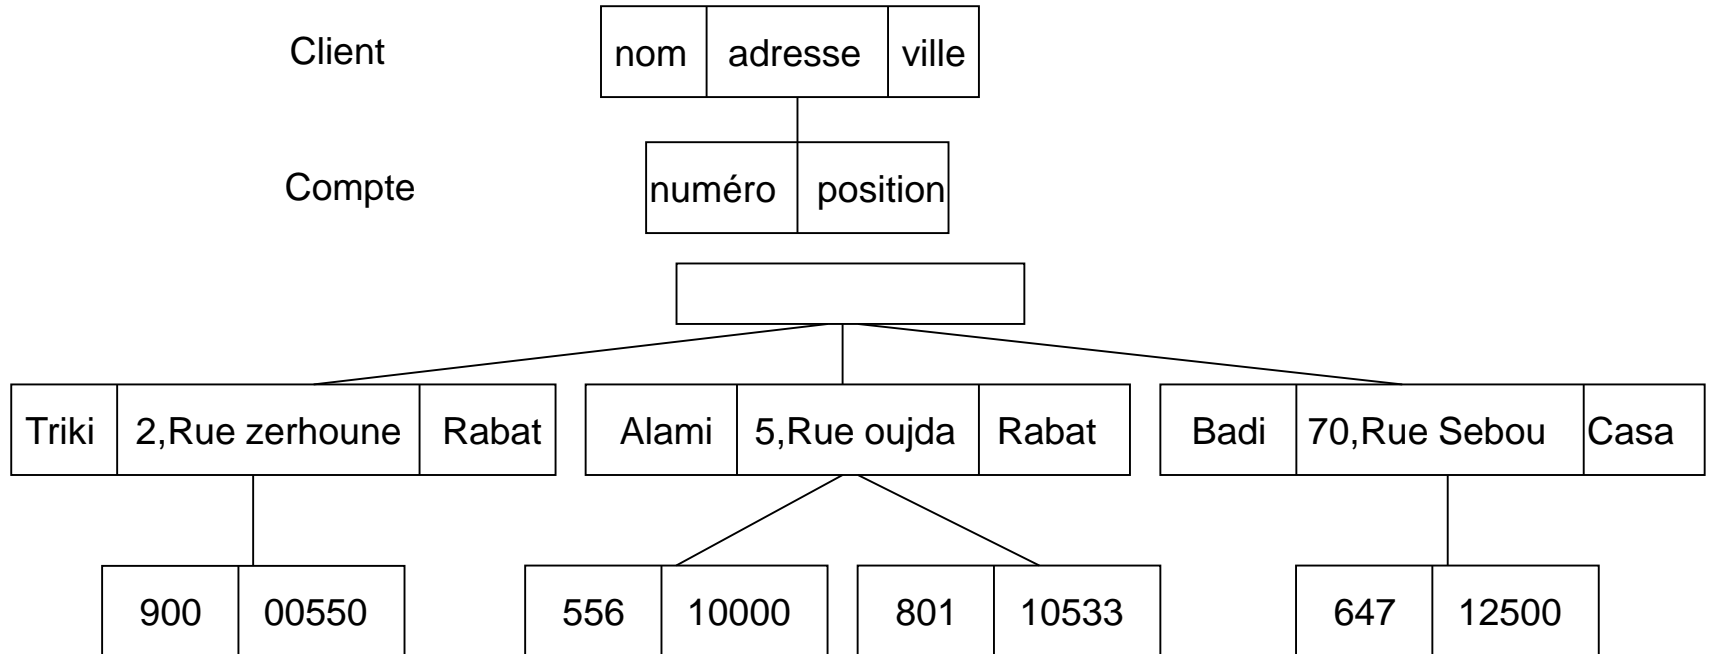 Client nom adresse ville
Compte numéro position
Triki 2,Rue zerhoune Rabat Alami 5,Rue oujda Rabat Badi 70,Rue Sebou Casa
900 00550 556 10000 801 10533 647 12500